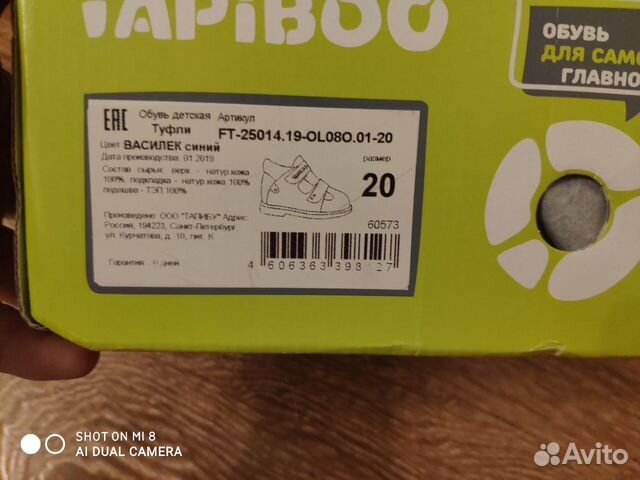 TAPIBOO
ОБУВЬ
ДЛЯ САМО
ГЛАВНО
EAC
Обувь детская Артикул
Туфли FT-25014.19-OL08O.01-20
Цвет ВАСИЛЕК синий
Дата производства 01.2019
размер
Состав сырья: верх - натур.кожа
100%, подкладка - натур.кожа 100%
подошва - ТЭП 100%
20
Произведено: ООО "ТАПИБУ" Адрес:
Россия, 194223, Санкт-Петербург
ул. Курчатова, д. 10, лит. К
60573
Гарантия: дней
4 606363 398 27
SHOT ON MI 8
AI DUAL CAMERA
Avito